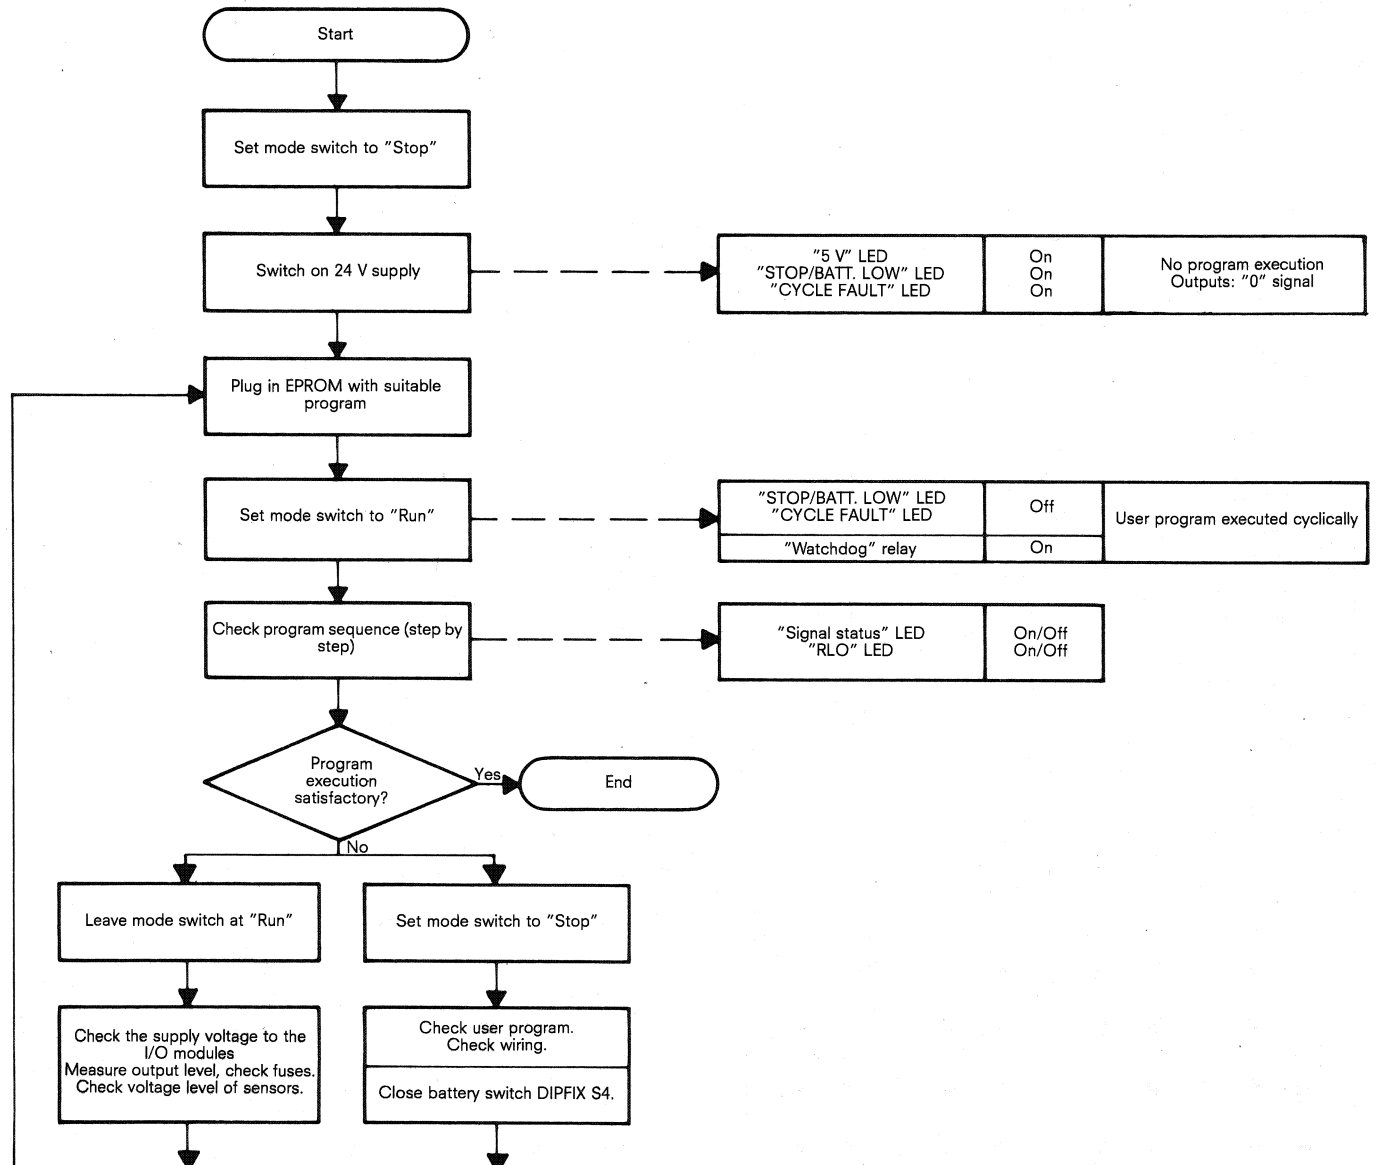 Start
Set mode switch to "Stop"
Switch on 24 V supply
"5 V" LED
"STOP/BATT. LOW" LED
"CYCLE FAULT" LED
On
On
On
No program execution
Outputs: "0" signal
Plug in EPROM with suitable
program
Set mode switch to "Run"
"STOP/BATT. LOW" LED
"CYCLE FAULT" LED
Off
"Watchdog" relay
On
User program executed cyclically
Check program sequence (step by
step)
"Signal status" LED
"RLO" LED
On/Off
On/Off
Program
execution
satisfactory?
Yes
End
No
Leave mode switch at "Run"
Set mode switch to "Stop"
Check the supply voltage to the
I/O modules
Measure output level, check fuses.
Check voltage level of sensors.
Check user program.
Check wiring.
Close battery switch DIPFIX S4.